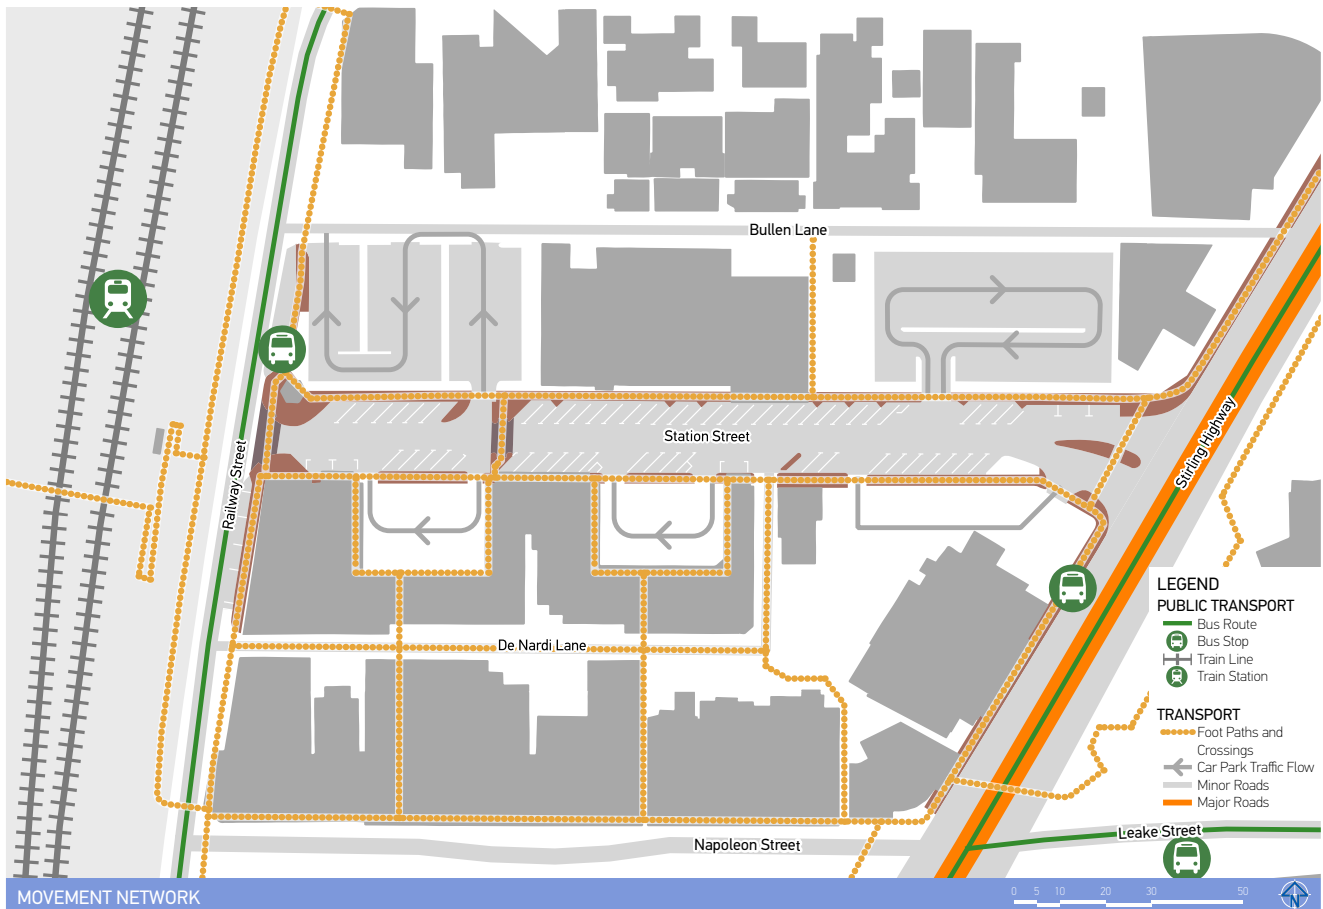 Bullen Lane
Station Street
Railway Street
Stirling Highway
De Nardi Lane
Napoleon Street
Leake Street
LEGEND
PUBLIC TRANSPORT
Bus Route
Bus Stop
Train Line
Train Station
TRANSPORT
Foot Paths and
Crossings
Car Park Traffic Flow
Minor Roads
Major Roads
MOVEMENT NETWORK
0 5 10 20 30 50
N